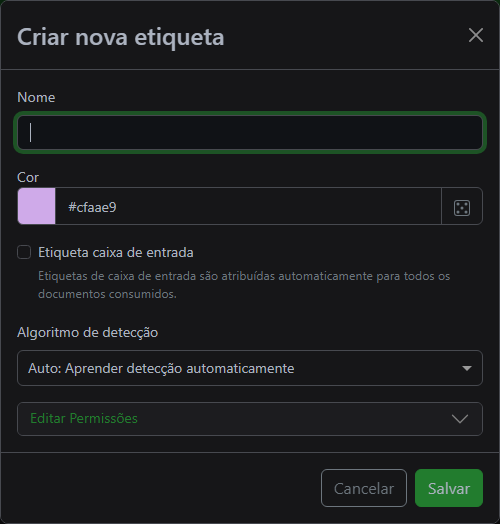 Criar nova etiqueta
Nome
Cor
#cfaae9
Etiqueta caixa de entrada
Etiquetas de caixa de entrada são atribuídas automaticamente para todos os
documentos consumidos.
Algoritmo de detecção
Auto: Aprender detecção automaticamente
Editar Permissões
Cancelar
Salvar